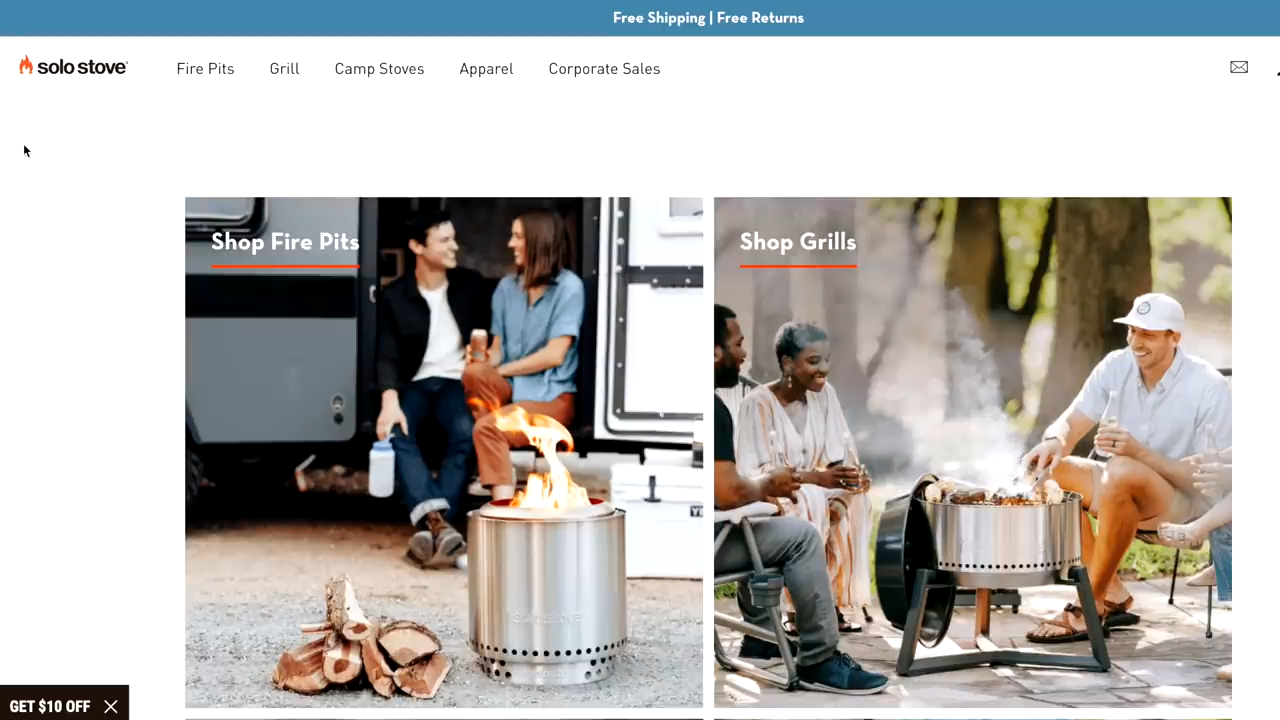 Free Shipping | Free Returns
solo stove
Fire Pits
Grill
Camp Stoves
Apparel
Corporate Sales
Shop Fire Pits
Shop Grills
GET $10 OFF